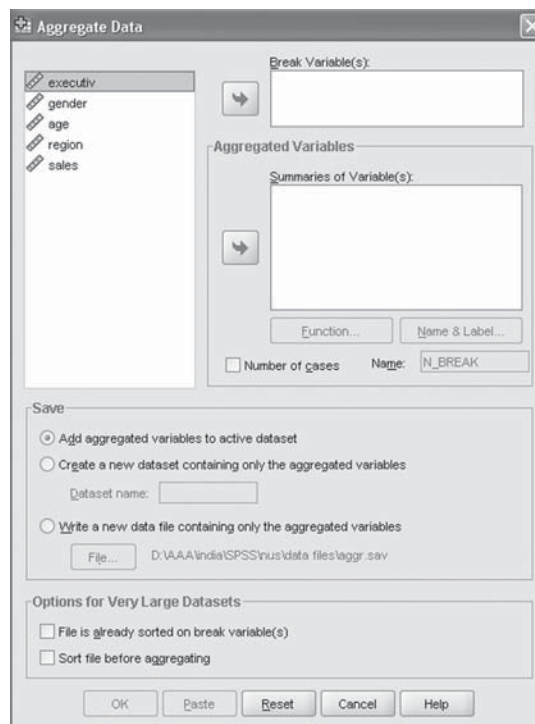 Aggregate Data
executiv
gender
age
region
sales
Break Variable(s):
Aggregated Variables
Summaries of Variable(s):
Function...
Name & Label...
Number of cases
Name:
N_BREAK
Save
Add aggregated variables to active dataset
Create a new dataset containing only the aggregated variables
Dataset name:
Write a new data file containing only the aggregated variables
File...
D:\AAA\india\SPSS\nus\data files\aggr.sav
Options for Very Large Datasets
File is already sorted on break variable(s)
Sort file before aggregating
OK
Paste
Reset
Cancel
Help